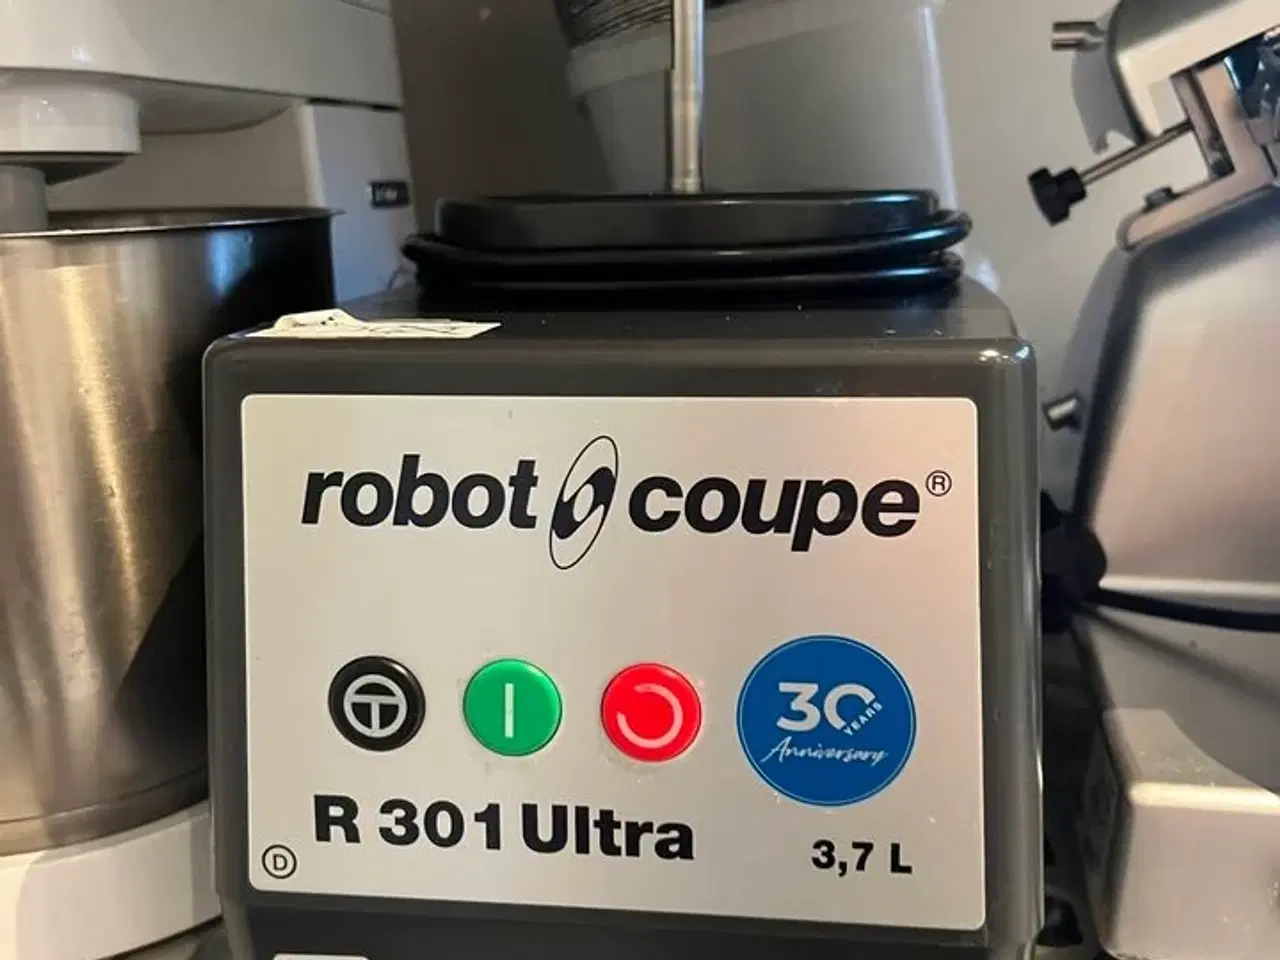 robot coupe®
30
YEARS
Anniversary
R 301 Ultra
3,7 L
D